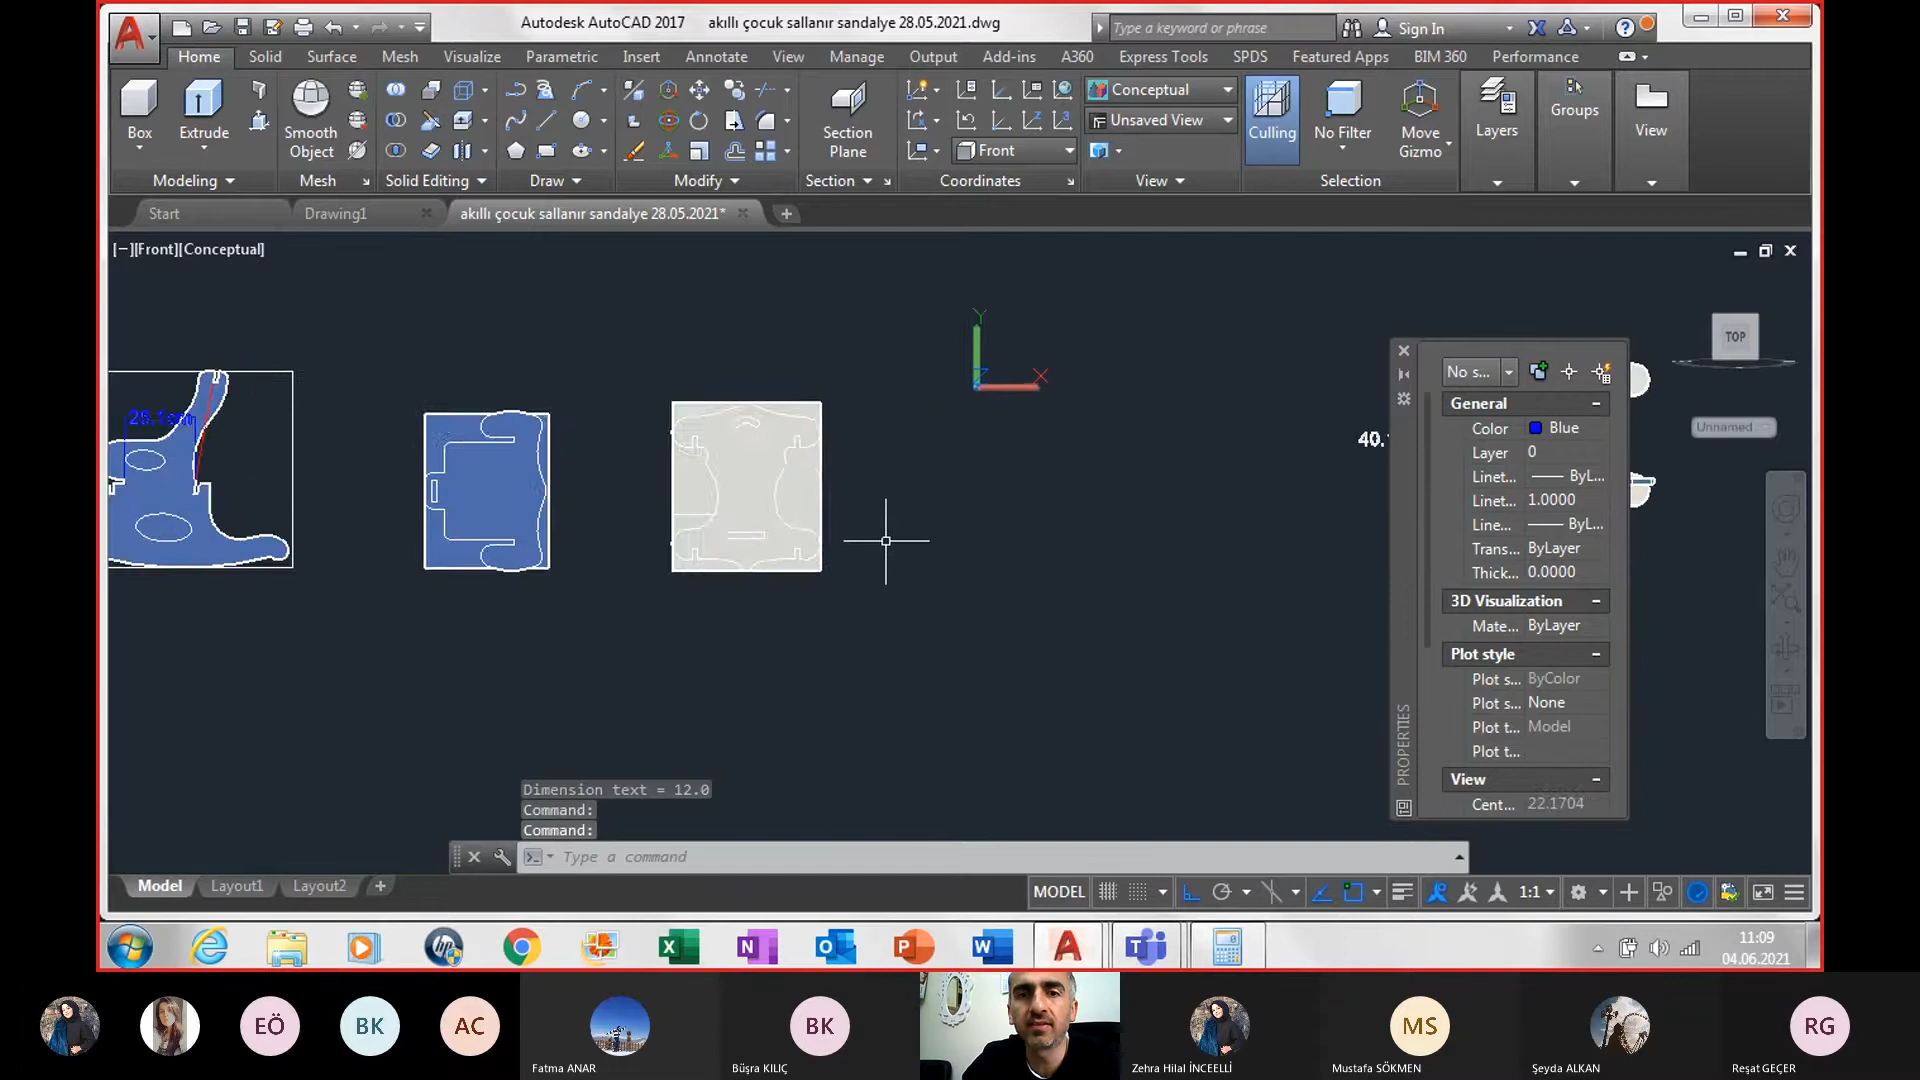 Autodesk AutoCAD 2017 akıllı çocuk sallanır sandalye 28.05.2021.dwg
Type a keyword or phrase
Sign In
Home Solid Surface Mesh Visualize Parametric Insert Annotate View Manage Output Add-ins A360 Express Tools SPDS Featured Apps BIM 360 Performance
Box
Extrude
Smooth Object
Section Plane
Front
Conceptual
Unsaved View
Culling
No Filter
Move Gizmo
Layers
Groups
View
Modeling Mesh Solid Editing Draw Modify Section Coordinates View Selection
Start Drawing1 akıllı çocuk sallanır sandalye 28.05.2021*
[−][Front][Conceptual]
Y
X
TOP
Unnamed
40.
No s...
General
Color Blue
Layer 0
Linet... ByL...
Linet... 1.0000
Line... ByL...
Trans... ByLayer
Thick... 0.0000
3D Visualization
Mate... ByLayer
Plot style
Plot s... ByColor
Plot s... None
Plot t... Model
Plot t...
View
Cent... 22.1704
PROPERTIES
Dimension text = 12.0
Command:
Command:
Type a command
Model Layout1 Layout2
MODEL
1:1
11:09
04.06.2021
EÖ
BK
AC
BK
MS
RG
Fatma ANAR
Büşra KILIÇ
Zehra Hilal İNCEELLİ
Mustafa SÖKMEN
Şeyda ALKAN
Reşat GEÇER